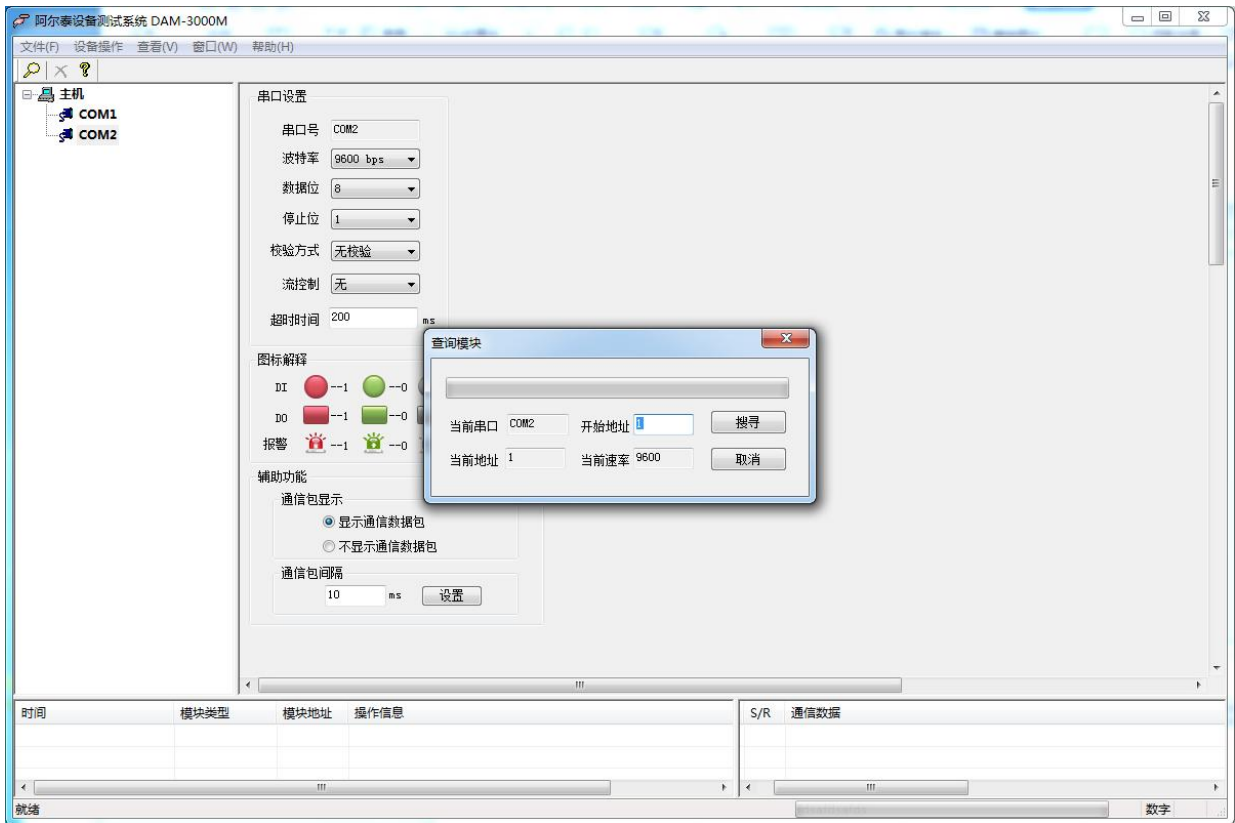 阿尔泰设备测试系统 DAM-3000M
文件(F) 设备操作 查看(V) 窗口(W) 帮助(H)
主机
COM1
COM2
串口设置
串口号 COM2
波特率 9600 bps
数据位 8
停止位 1
校验方式 无校验
流控制 无
超时时间 200 ms
图标解释
DI --1 --0
DO --1 --0
报警 --1 --0
查询模块
当前串口 COM2 开始地址 1 搜寻
当前地址 1 当前速率 9600 取消
辅助功能
通信包显示
显示通信数据包
不显示通信数据包
通信包间隔
10 ms 设置
时间 模块类型 模块地址 操作信息 S/R 通信数据
就绪 数字